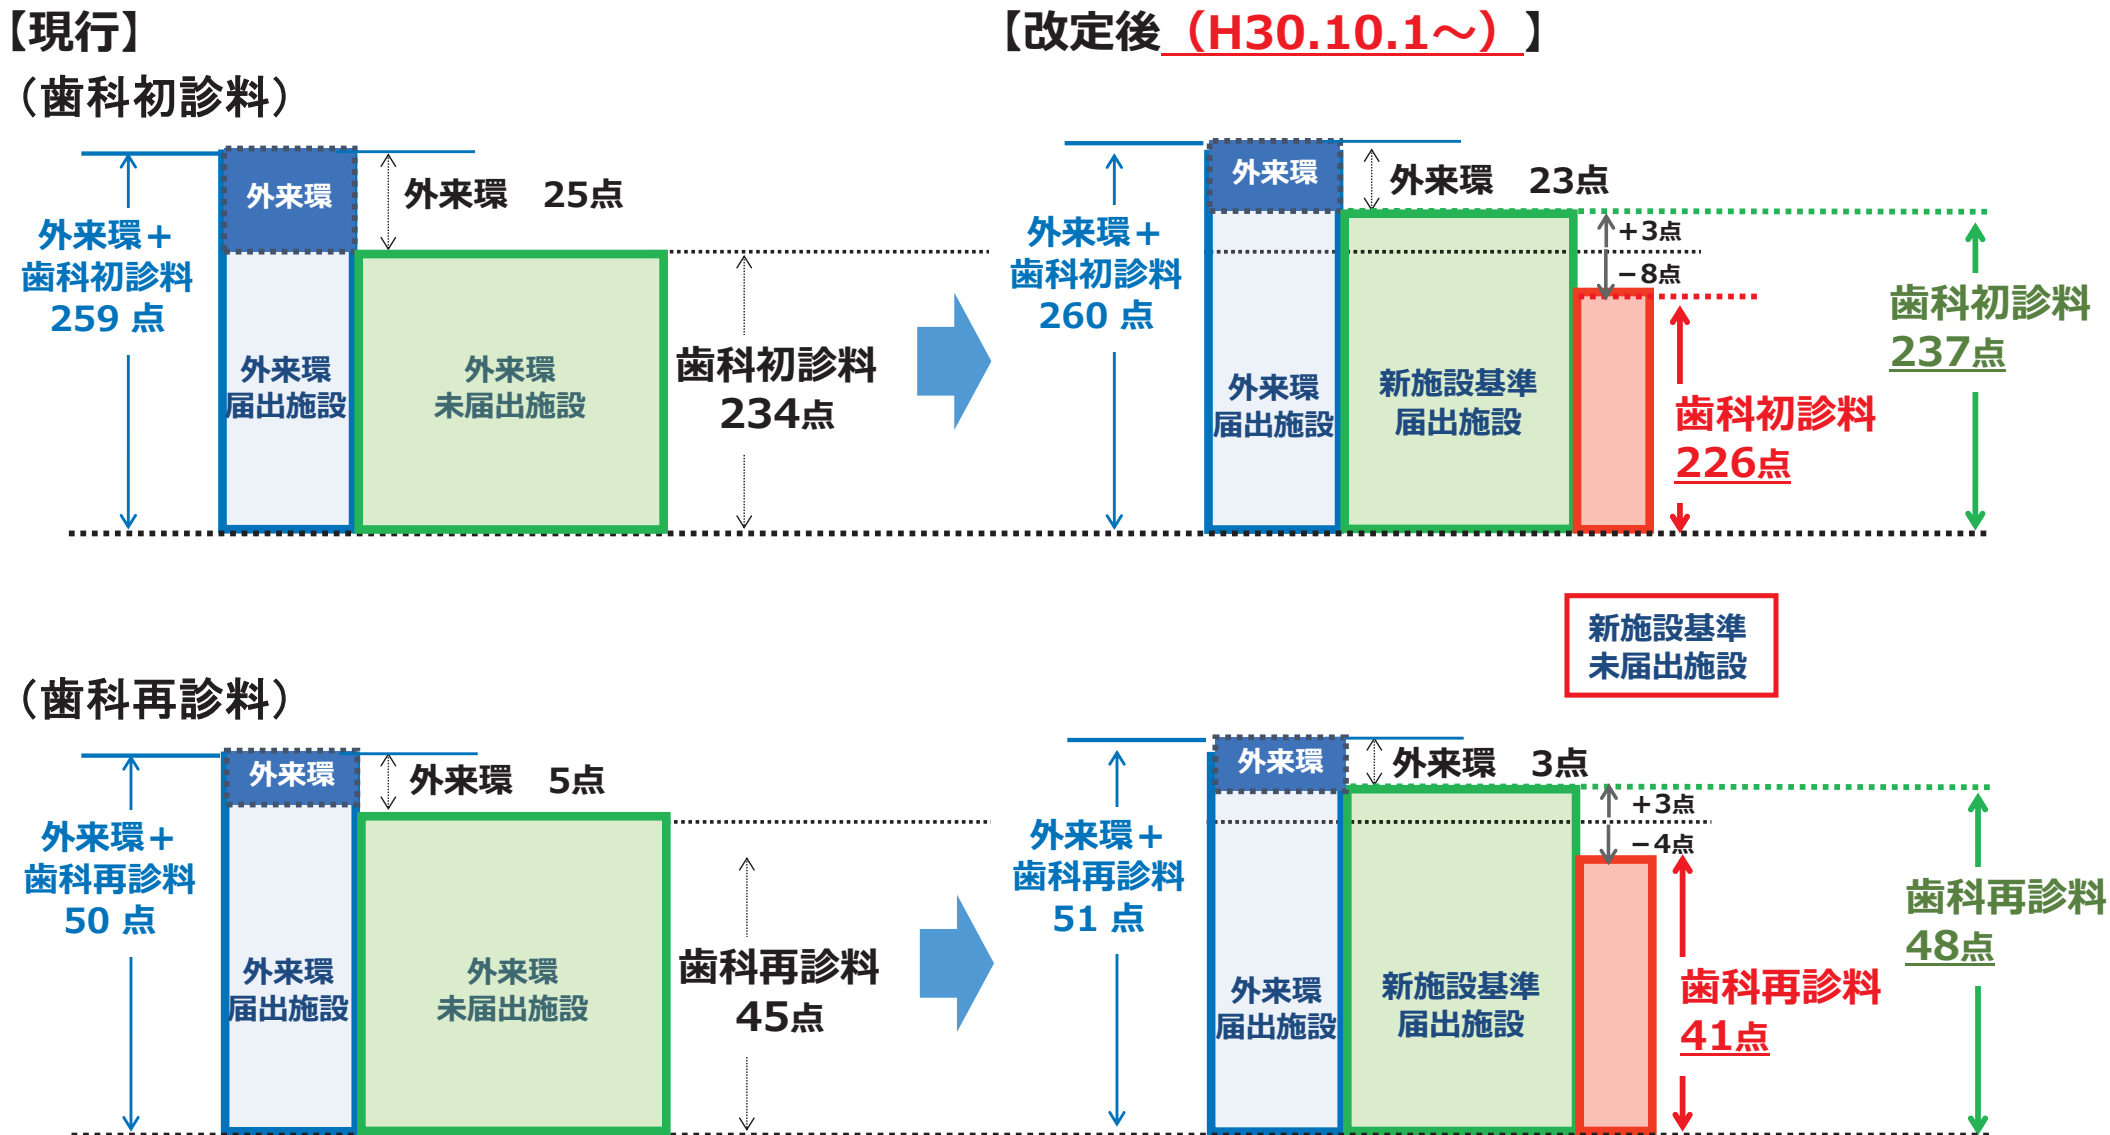 【現行】
（歯科初診料）
外来環＋
歯科初診料
259 点
外来環
外来環　25点
外来環
届出施設
外来環
未届出施設
歯科初診料
234点
【改定後（H30.10.1～）】
外来環＋
歯科初診料
260 点
外来環
外来環　23点
外来環
届出施設
新施設基準
届出施設
＋3点
－8点
歯科初診料
226点
歯科初診料
237点
新施設基準
未届出施設
（歯科再診料）
外来環＋
歯科再診料
50 点
外来環
外来環　5点
外来環
届出施設
外来環
未届出施設
歯科再診料
45点
外来環＋
歯科再診料
51 点
外来環
外来環　3点
外来環
届出施設
新施設基準
届出施設
＋3点
－4点
歯科再診料
41点
歯科再診料
48点